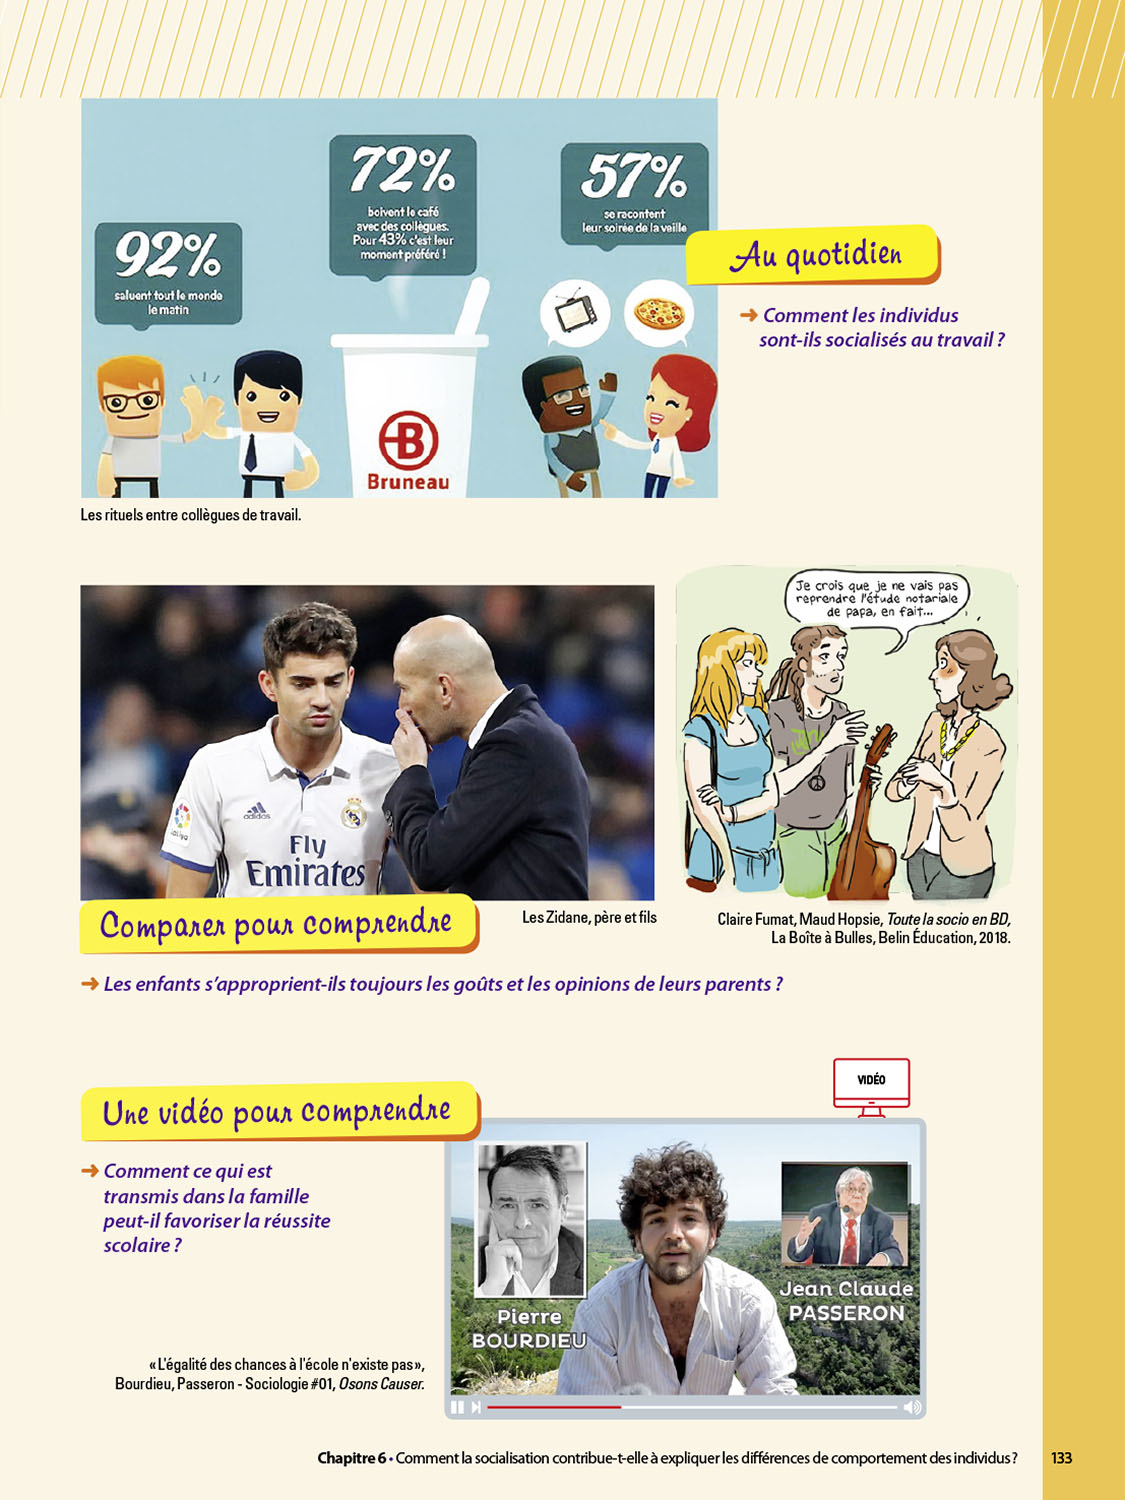 92%
saluent tout le monde
le matin
72%
boivent le café
avec des collègues.
Pour 43% c'est leur
moment préféré !
57%
se racontent
leur soirée de la veille
B
Bruneau
Au quotidien
➜ Comment les individus
sont-ils socialisés au travail ?
Les rituels entre collègues de travail.
adidas
Fly
Emirates
Je crois que je ne vais pas
reprendre l'étude notariale
de papa, en fait...
Comparer pour comprendre
Les Zidane, père et fils
Claire Fumat, Maud Hopsie, Toute la socio en BD,
La Boîte à Bulles, Belin Éducation, 2018.
➜ Les enfants s'approprient-ils toujours les goûts et les opinions de leurs parents ?
VIDÉO
Une vidéo pour comprendre
➜ Comment ce qui est
transmis dans la famille
peut-il favoriser la réussite
scolaire ?
Pierre
BOURDIEU
Jean Claude
PASSERON
« L'égalité des chances à l'école n'existe pas »,
Bourdieu, Passeron - Sociologie #01, Osons Causer.
Chapitre 6 • Comment la socialisation contribue-t-elle à expliquer les différences de comportement des individus ? 133